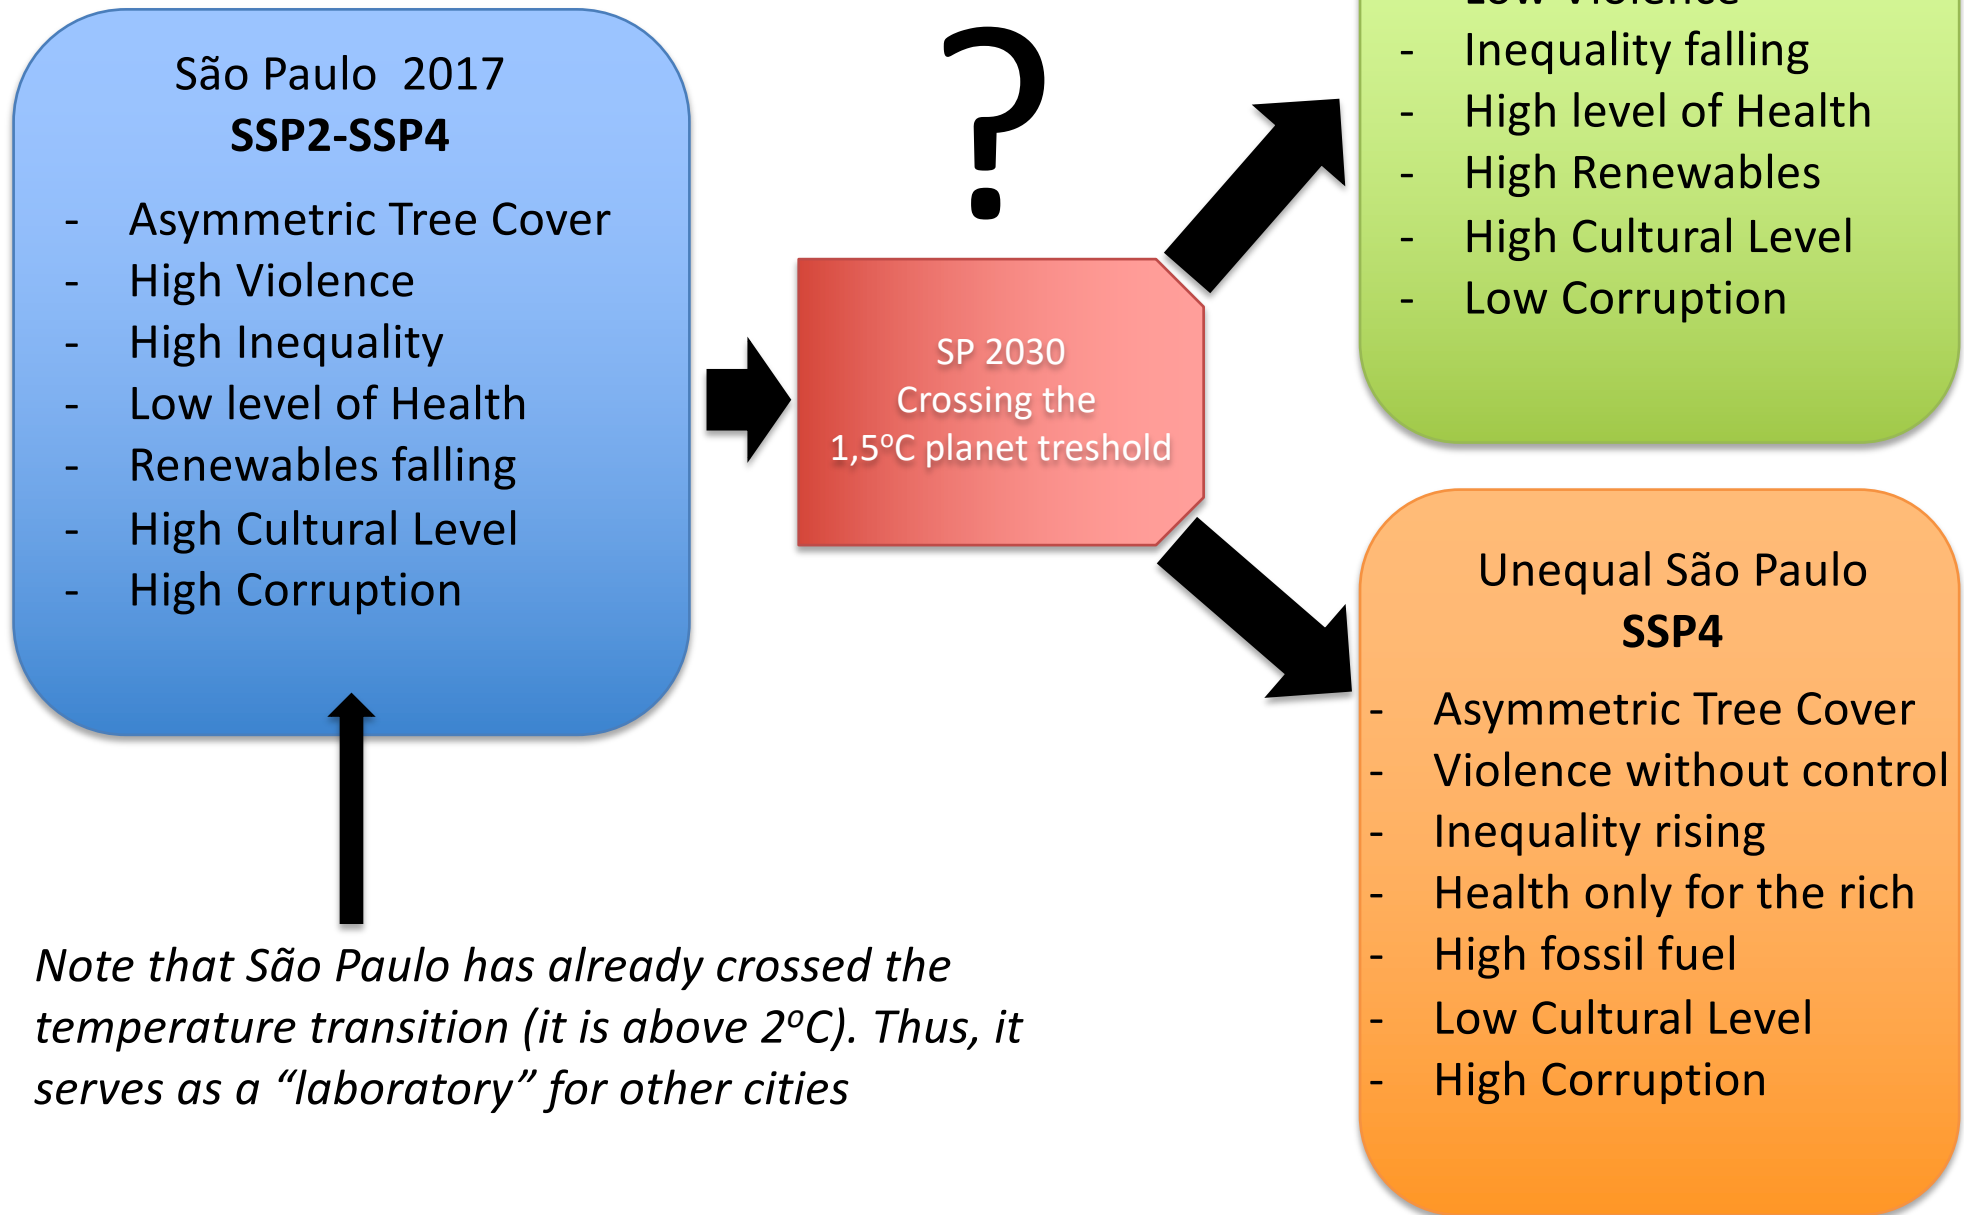 São Paulo 2017
SSP2-SSP4
- Asymmetric Tree Cover
- High Violence
- High Inequality
- Low level of Health
- Renewables falling
- High Cultural Level
- High Corruption
?
SP 2030
Crossing the
1,5ºC planet treshold
Low Violence
- Inequality falling
- High level of Health
- High Renewables
- High Cultural Level
- Low Corruption
Unequal São Paulo
SSP4
- Asymmetric Tree Cover
- Violence without control
- Inequality rising
- Health only for the rich
- High fossil fuel
- Low Cultural Level
- High Corruption
Note that São Paulo has already crossed the
temperature transition (it is above 2ºC). Thus, it
serves as a “laboratory” for other cities